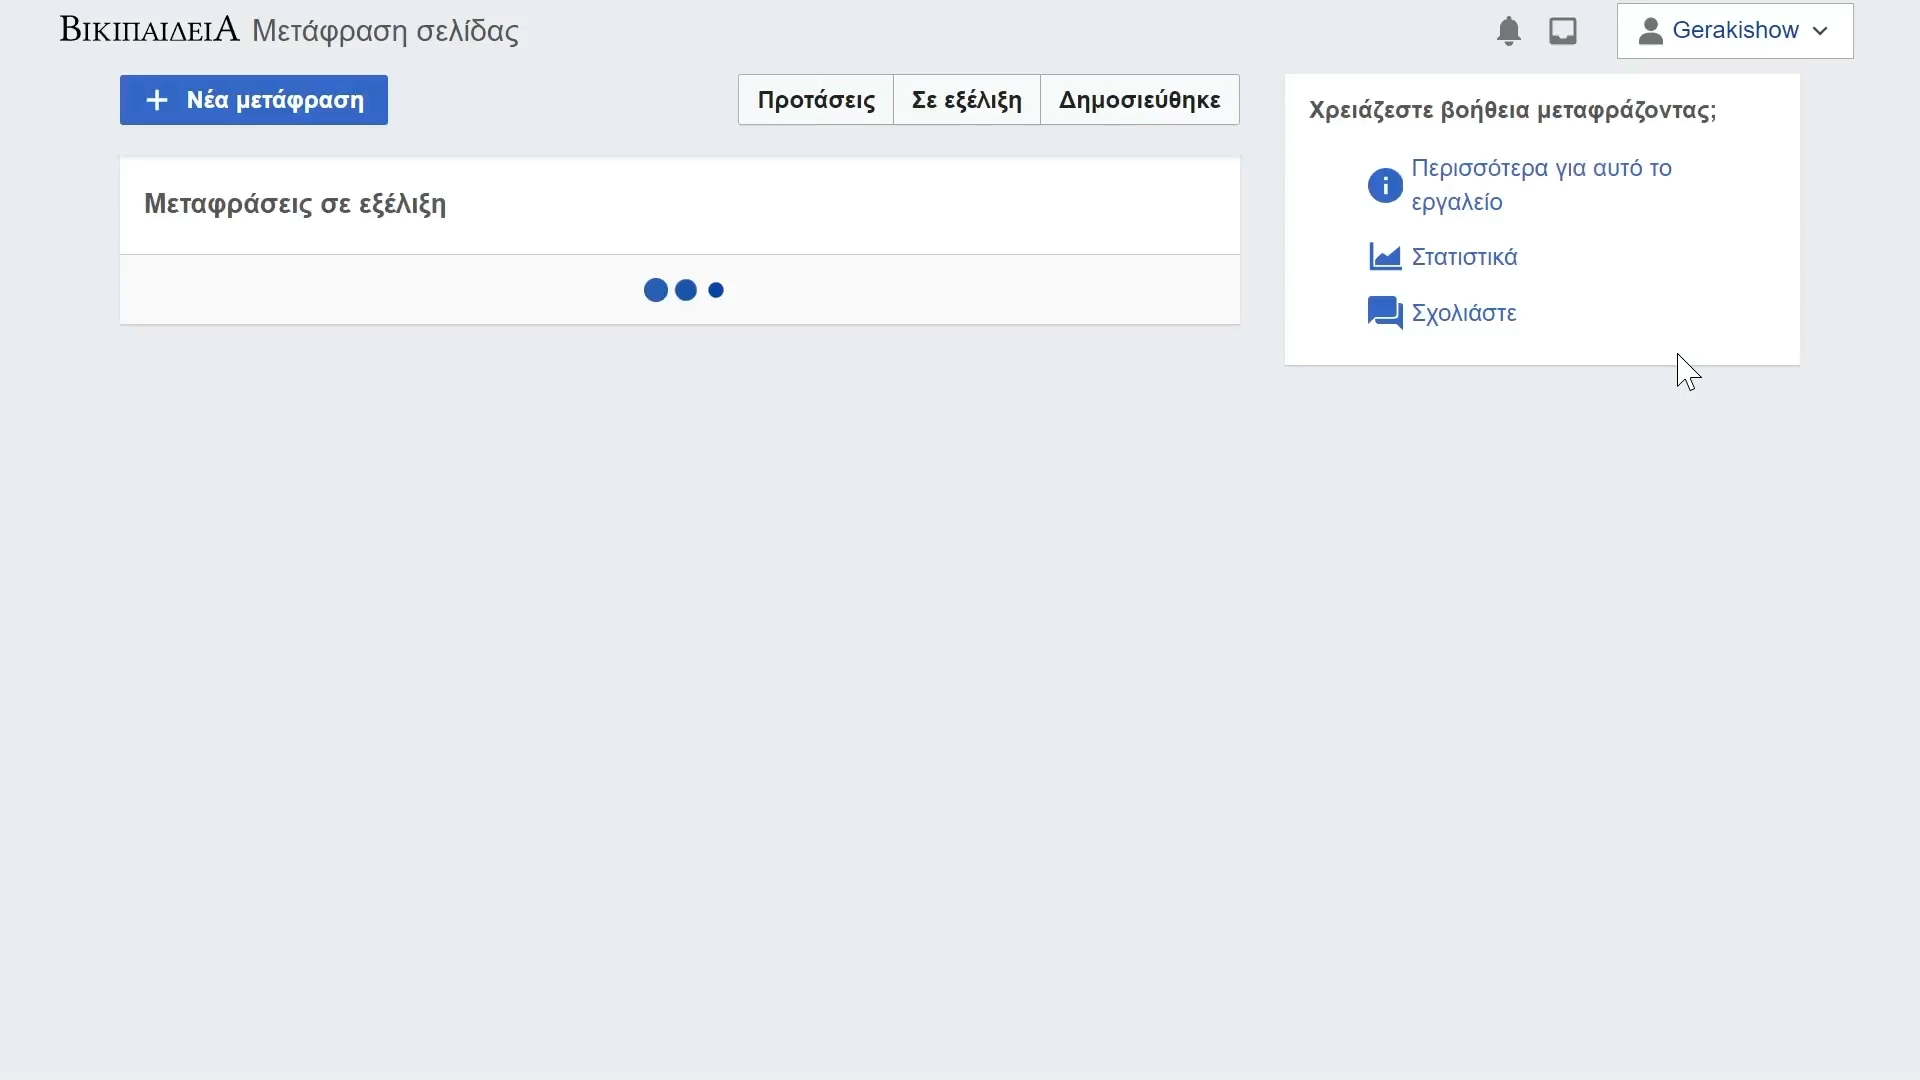 ΒΙΚΙΠΑΙΔΕΙΑ Μετάφραση σελίδας
Gerakishow
Νέα μετάφραση
Προτάσεις
Σε εξέλιξη
Δημοσιεύθηκε
Μεταφράσεις σε εξέλιξη
Χρειάζεστε βοήθεια μεταφράζοντας;
Περισσότερα για αυτό το
εργαλείο
Στατιστικά
Σχολιάστε